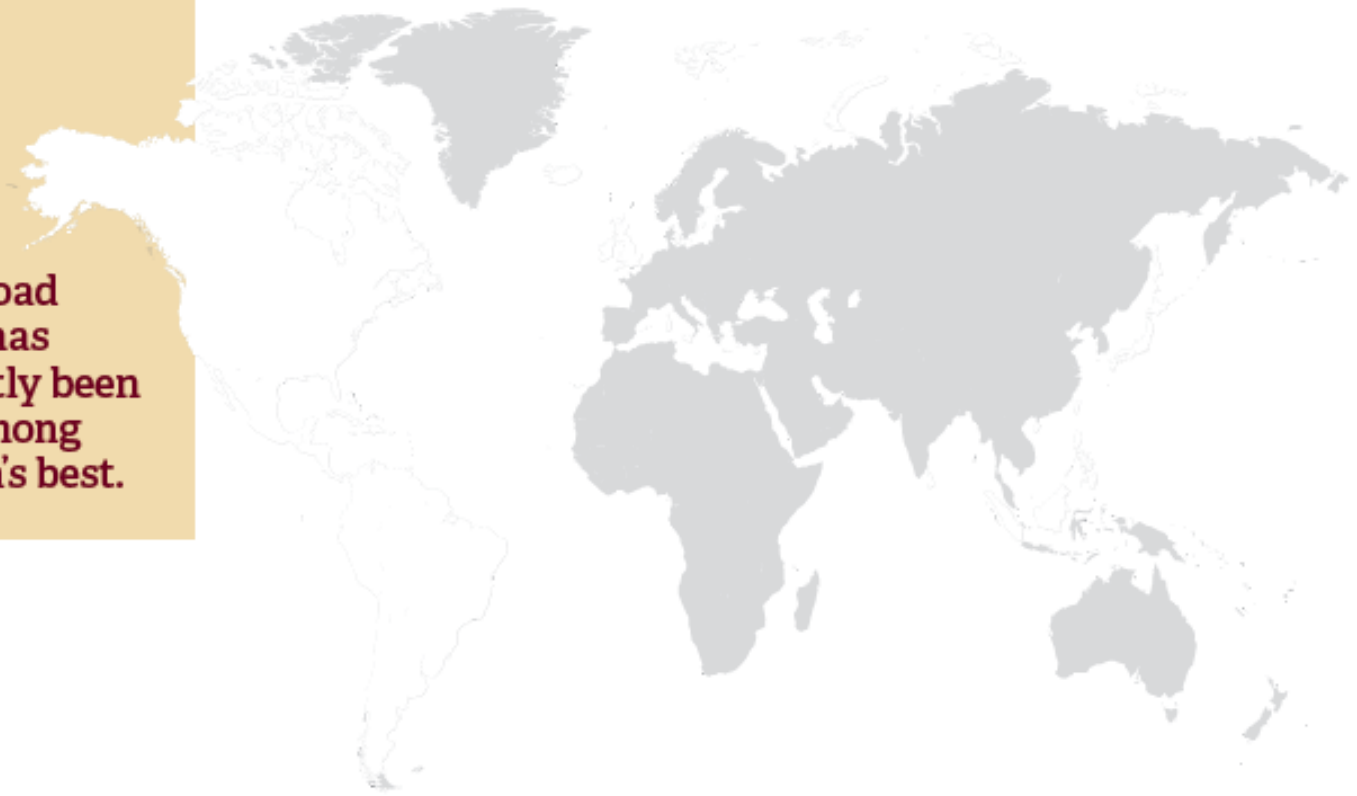 oad
has
tly been
mong
's best.